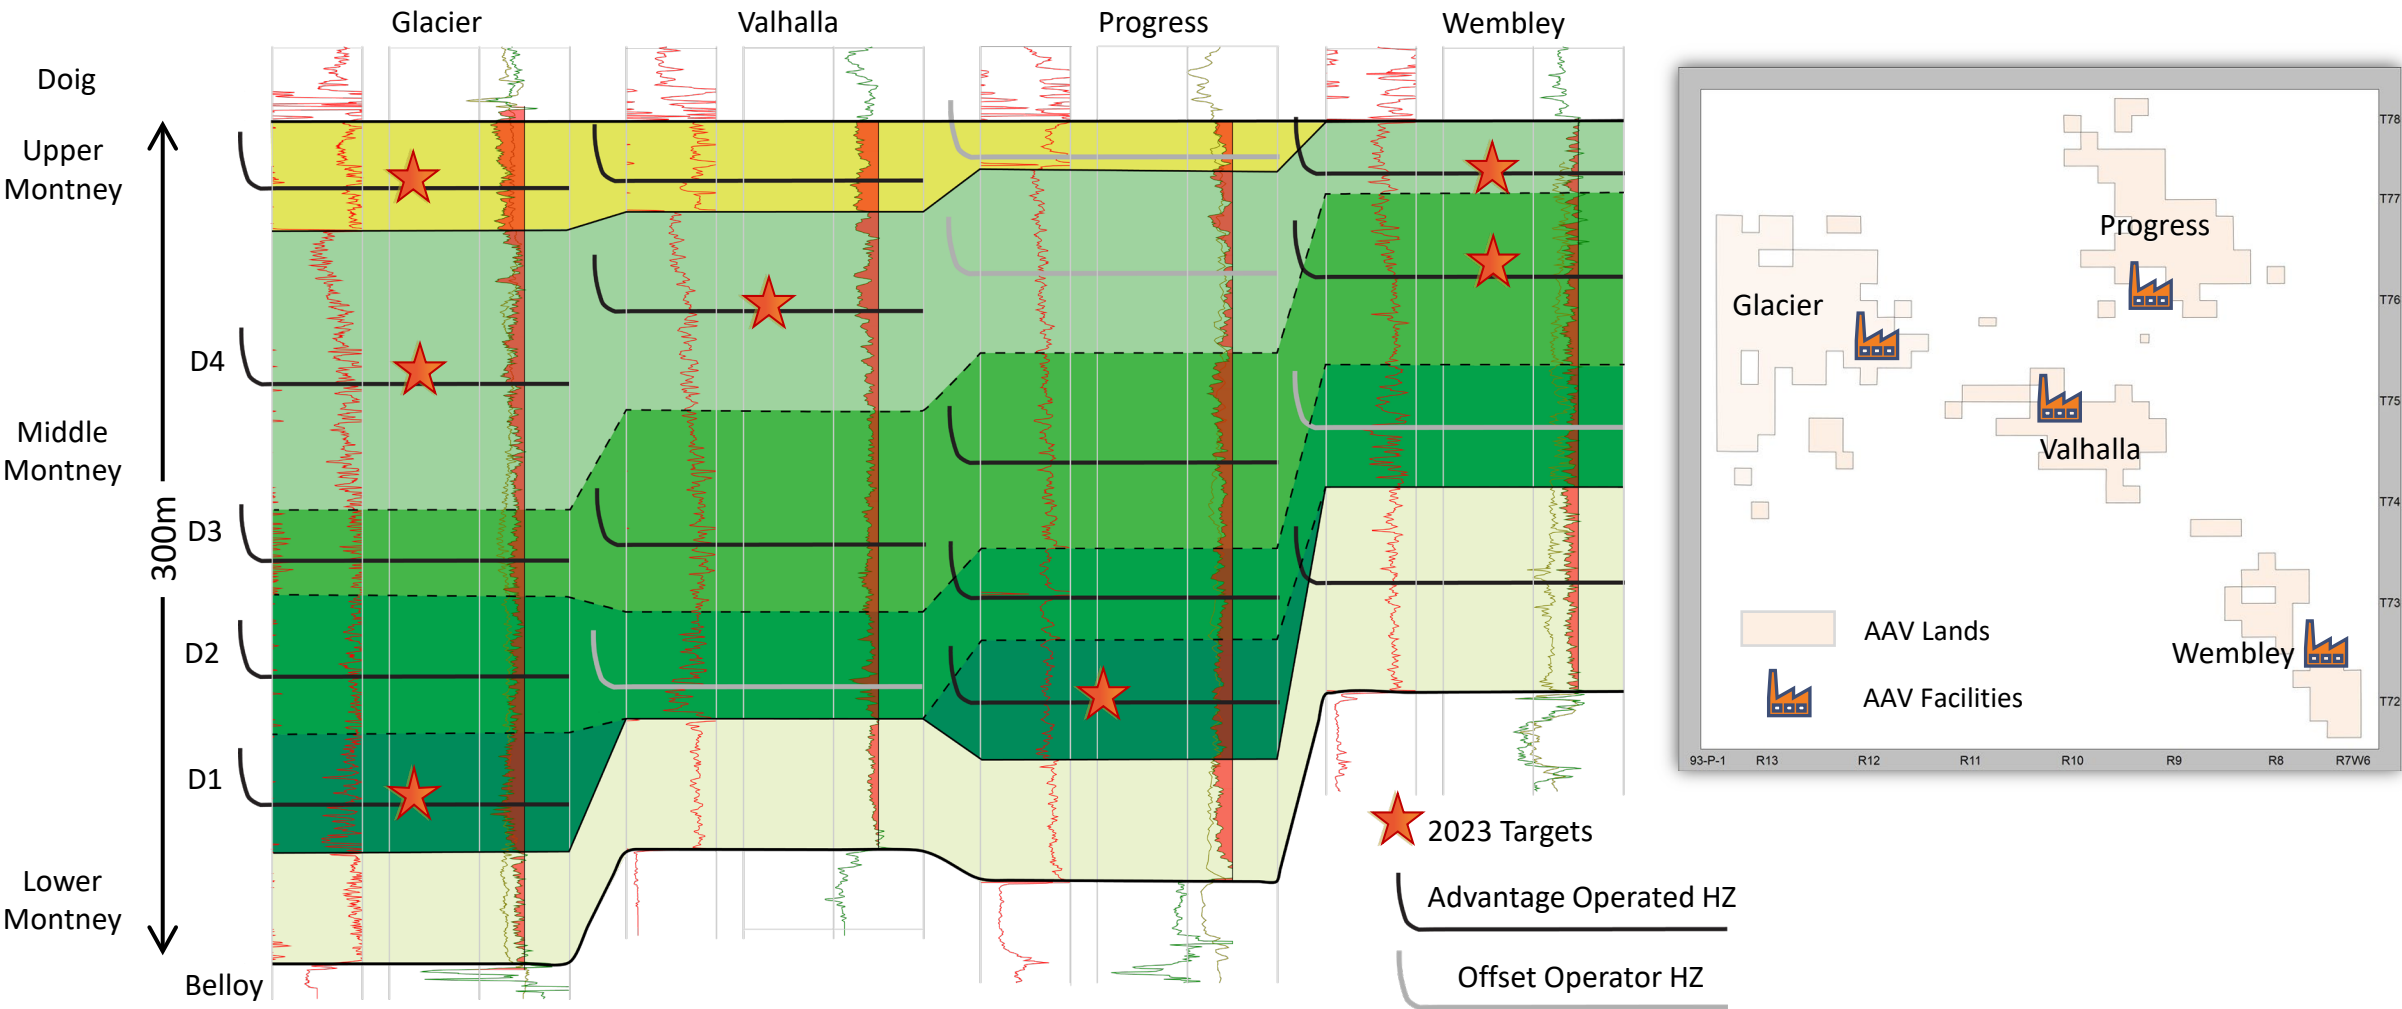 Glacier
Valhalla
Progress
Wembley
Doig
Upper
Montney
D4
Middle
Montney
D3
300m
D2
D1
Lower
Montney
Belloy
2023 Targets
Advantage Operated HZ
Offset Operator HZ
Progress
Glacier
Valhalla
Wembley
AAV Lands
AAV Facilities
T78
T77
T76
T75
T74
T73
T72
93-P-1 R13 R12 R11 R10 R9 R8 R7W6